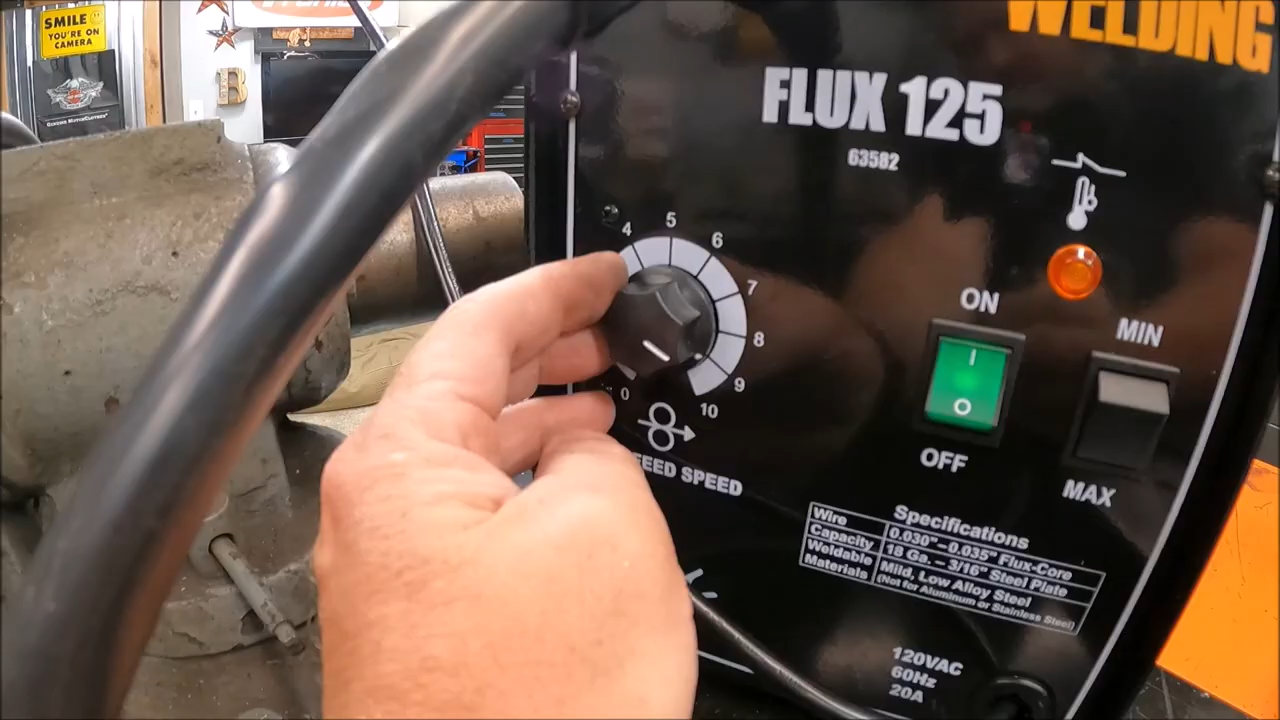 SMILE
YOU'RE ON
CAMERA
B
WELDING
FLUX 125
63582
0
4
5
6
7
8
9
10
FEED SPEED
ON
I
O
OFF
MIN
MAX
Specifications
Wire 0.030" – 0.035" Flux-Core
Capacity 18 Ga. – 3/16" Steel Plate
Weldable Materials Mild, Low Alloy Steel
(Not for Aluminum or Stainless Steel)
120VAC
60Hz
20A